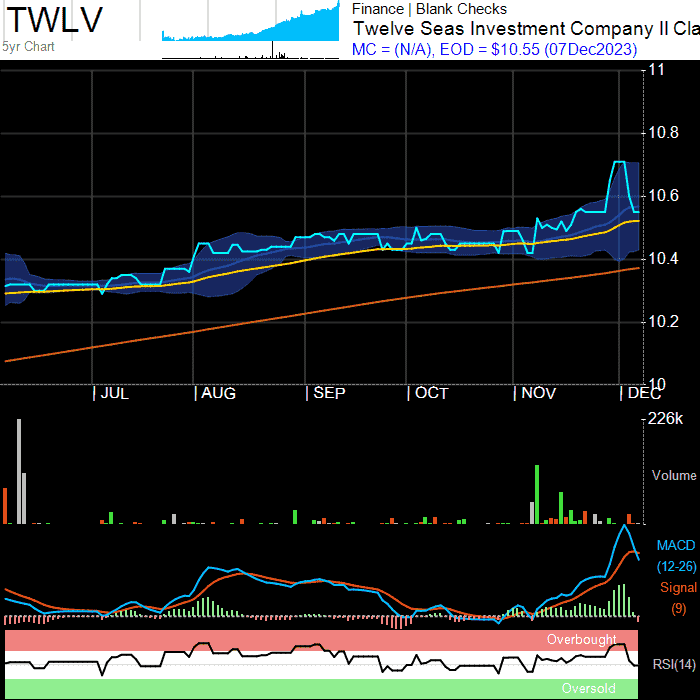 TWLV
5yr Chart
Finance | Blank Checks
Twelve Seas Investment Company II Cla
MC = (N/A), EOD = $10.55 (07Dec2023)
11
10.8
10.6
10.4
10.2
10
| JUL | AUG | SEP | OCT | NOV | DEC
226k
Volume
MACD
(12-26)
Signal
(9)
Overbought
RSI(14)
Oversold